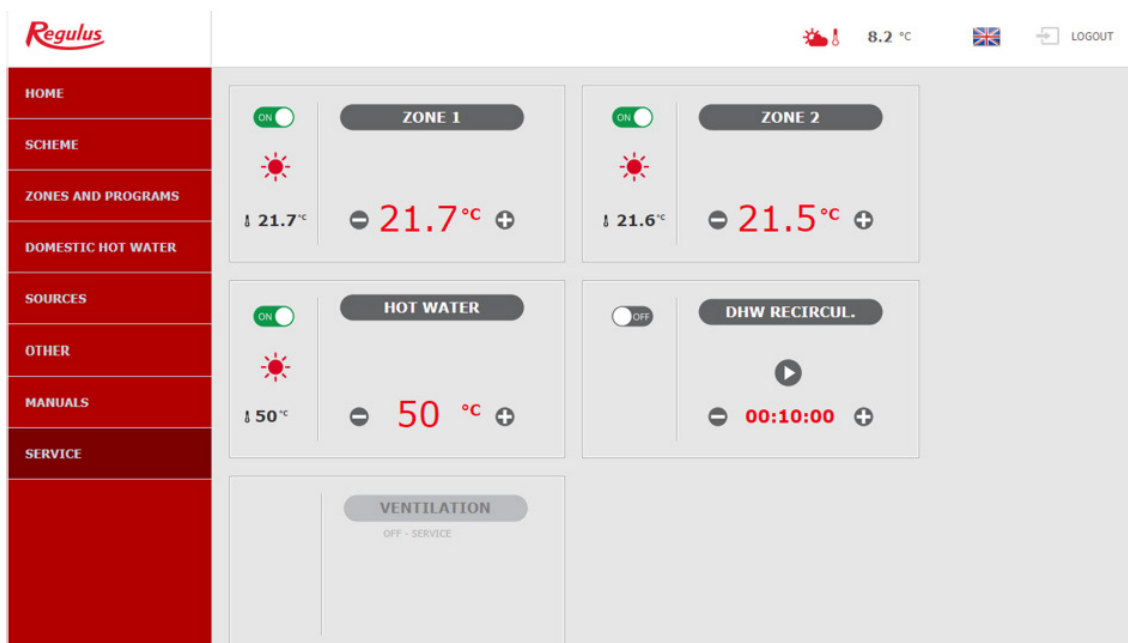 Regulus
8.2 °C
LOGOUT
HOME
SCHEME
ZONES AND PROGRAMS
DOMESTIC HOT WATER
SOURCES
OTHER
MANUALS
SERVICE
ON
ZONE 1
21.7°C
21.7°C
ON
ZONE 2
21.6°C
21.5°C
ON
HOT WATER
50°C
50 °C
OFF
DHW RECIRCUL.
00:10:00
VENTILATION
OFF - SERVICE